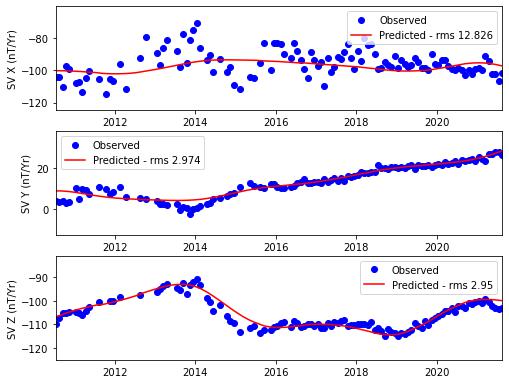 SV X (nT/Yr)
−80
−100
−120
Observed
Predicted - rms 12.826
2012
2014
2016
2018
2020
SV Y (nT/Yr)
20
0
Observed
Predicted - rms 2.974
2012
2014
2016
2018
2020
SV Z (nT/Yr)
−90
−100
−110
−120
Observed
Predicted - rms 2.95
2012
2014
2016
2018
2020